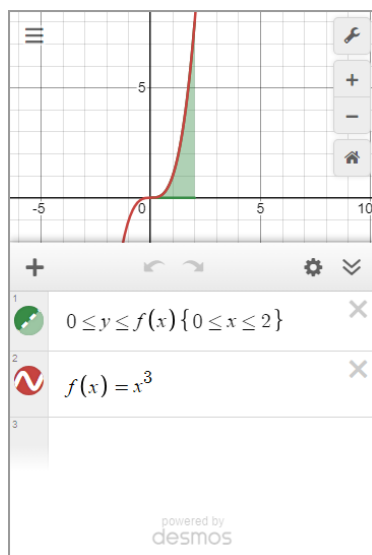 5
-5
0
5
10
1
0 ≤ y ≤ f(x){0 ≤ x ≤ 2}
2
f(x) = x³
3
powered by
desmos